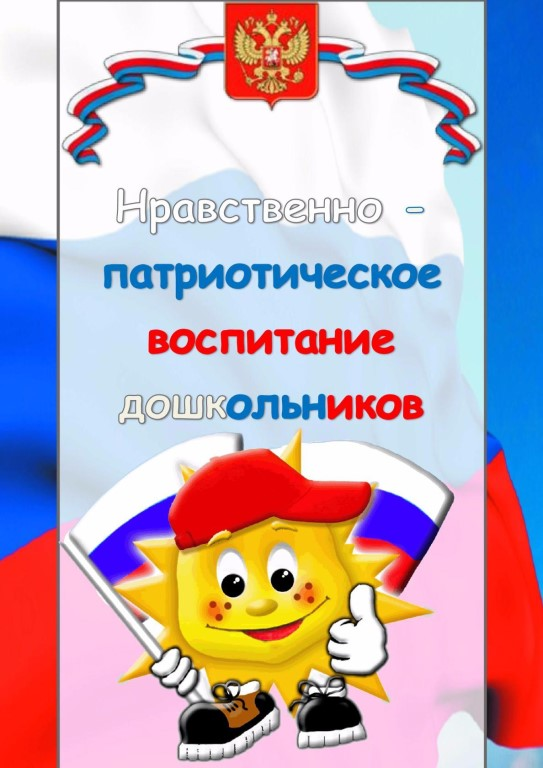 Нравственно -
патриотическое
воспитание
дошкольников